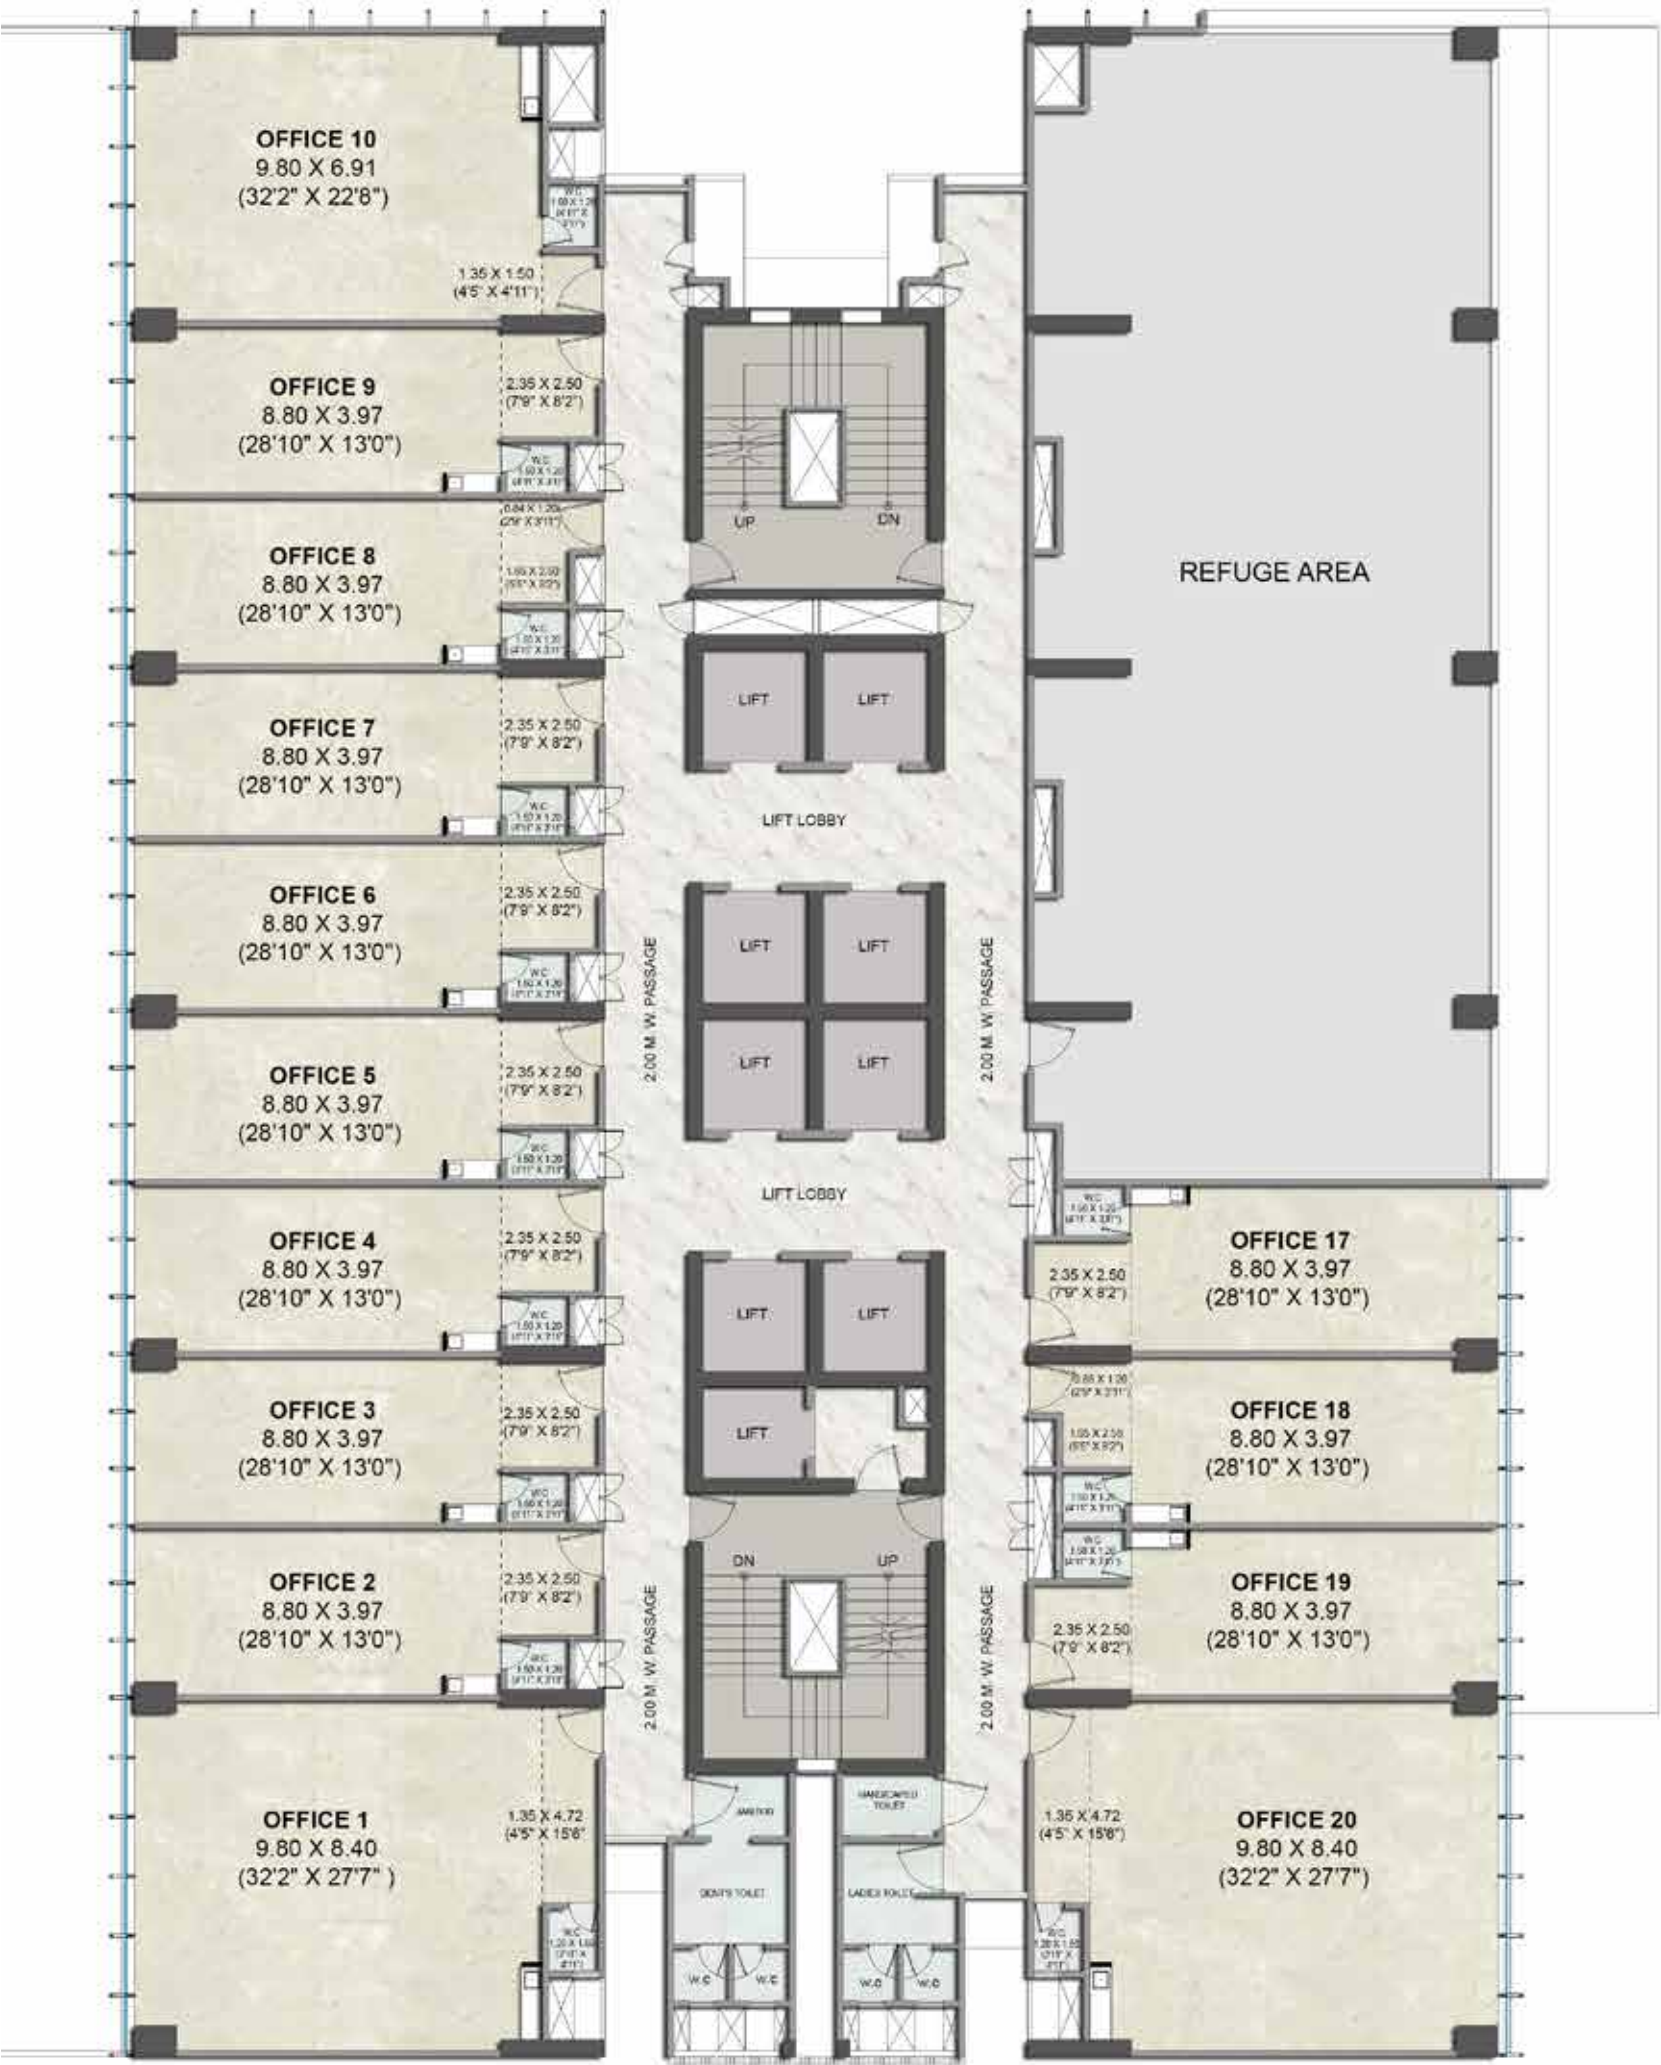 OFFICE 10
9.80 X 6.91
(32'2" X 22'8")
W.C
1.35 X 1.50
(4'5" X 4'11")
OFFICE 9
8.80 X 3.97
(28'10" X 13'0")
2.35 X 2.50
(7'9" X 8'2")
W.C
UP
DN
OFFICE 8
8.80 X 3.97
(28'10" X 13'0")
W.C
REFUGE AREA
LIFT
LIFT
OFFICE 7
8.80 X 3.97
(28'10" X 13'0")
2.35 X 2.50
(7'9" X 8'2")
W.C
LIFT LOBBY
OFFICE 6
8.80 X 3.97
(28'10" X 13'0")
2.35 X 2.50
(7'9" X 8'2")
W.C
LIFT
LIFT
2.00 M. W. PASSAGE
2.00 M. W. PASSAGE
OFFICE 5
8.80 X 3.97
(28'10" X 13'0")
2.35 X 2.50
(7'9" X 8'2")
LIFT
LIFT
LIFT LOBBY
OFFICE 4
8.80 X 3.97
(28'10" X 13'0")
2.35 X 2.50
(7'9" X 8'2")
W.C
W.C
OFFICE 17
8.80 X 3.97
(28'10" X 13'0")
2.35 X 2.50
(7'9" X 8'2")
LIFT
LIFT
OFFICE 3
8.80 X 3.97
(28'10" X 13'0")
2.35 X 2.50
(7'9" X 8'2")
W.C
LIFT
OFFICE 18
8.80 X 3.97
(28'10" X 13'0")
W.C
OFFICE 2
8.80 X 3.97
(28'10" X 13'0")
2.35 X 2.50
(7'9" X 8'2")
DN
UP
W.C
OFFICE 19
8.80 X 3.97
(28'10" X 13'0")
2.35 X 2.50
(7'9" X 8'2")
2.00 M. W. PASSAGE
2.00 M. W. PASSAGE
OFFICE 1
9.80 X 8.40
(32'2" X 27'7" )
1.35 X 4.72
(4'5" X 15'6"
W.C
JANITOR
HANDICAPED
TOILET
GENT'S TOILET
LADIES TOILET
W.C
W.C
W.C
W.C
1.35 X 4.72
(4'5" X 15'6")
OFFICE 20
9.80 X 8.40
(32'2" X 27'7")